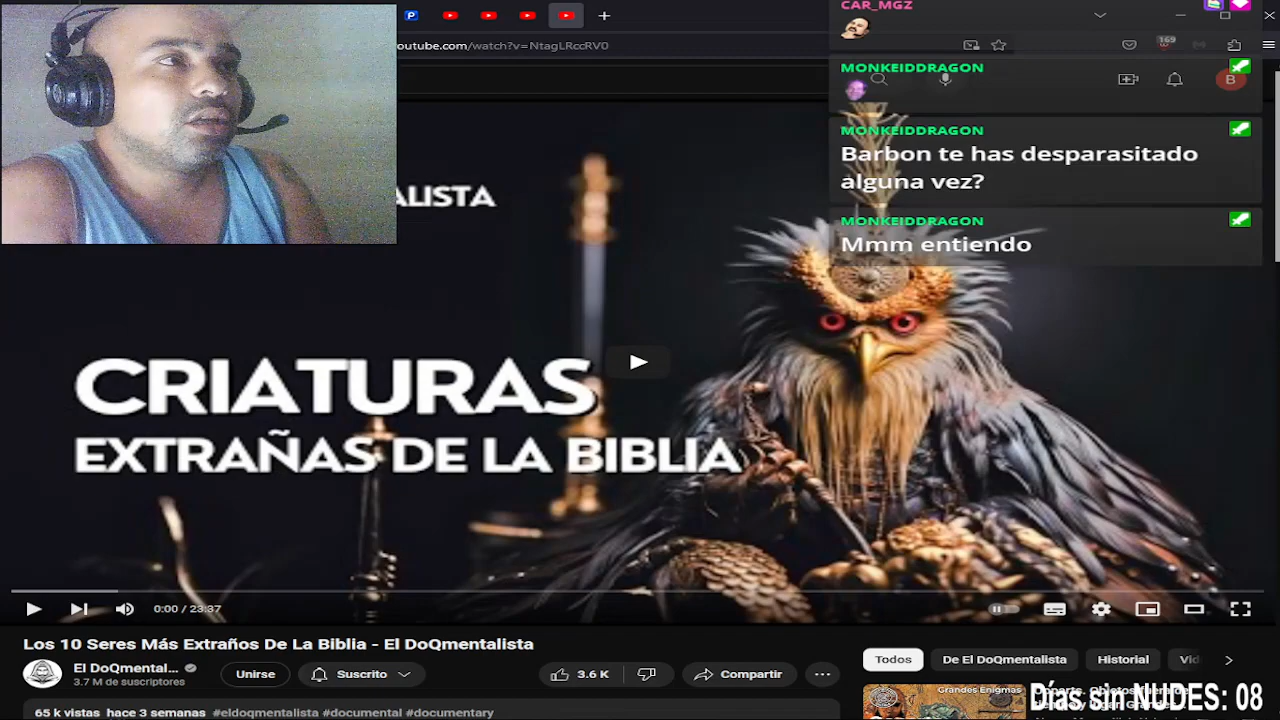 outube.com/watch?v=NtagLRccRV0
CAR_MGZ
169
MONKEIDDRAGON
B
MONKEIDDRAGON
Barbon te has desparasitado
alguna vez?
MONKEIDDRAGON
Mmm entiendo
ALISTA
CRIATURAS
EXTRAÑAS DE LA BIBLIA
0:00 / 23:37
Los 10 Seres Más Extraños De La Biblia - El DoQmentalista
El DoQmental...
3.7 M de suscriptores
Unirse
Suscrito
3.6 K
Compartir
65 k vistas hace 3 semanas #eldoqmentalista #documental #documentary
Todos
De El DoQmentalista
Historial
Vid
Grandes Enigmas
Días sin NUDES: 08